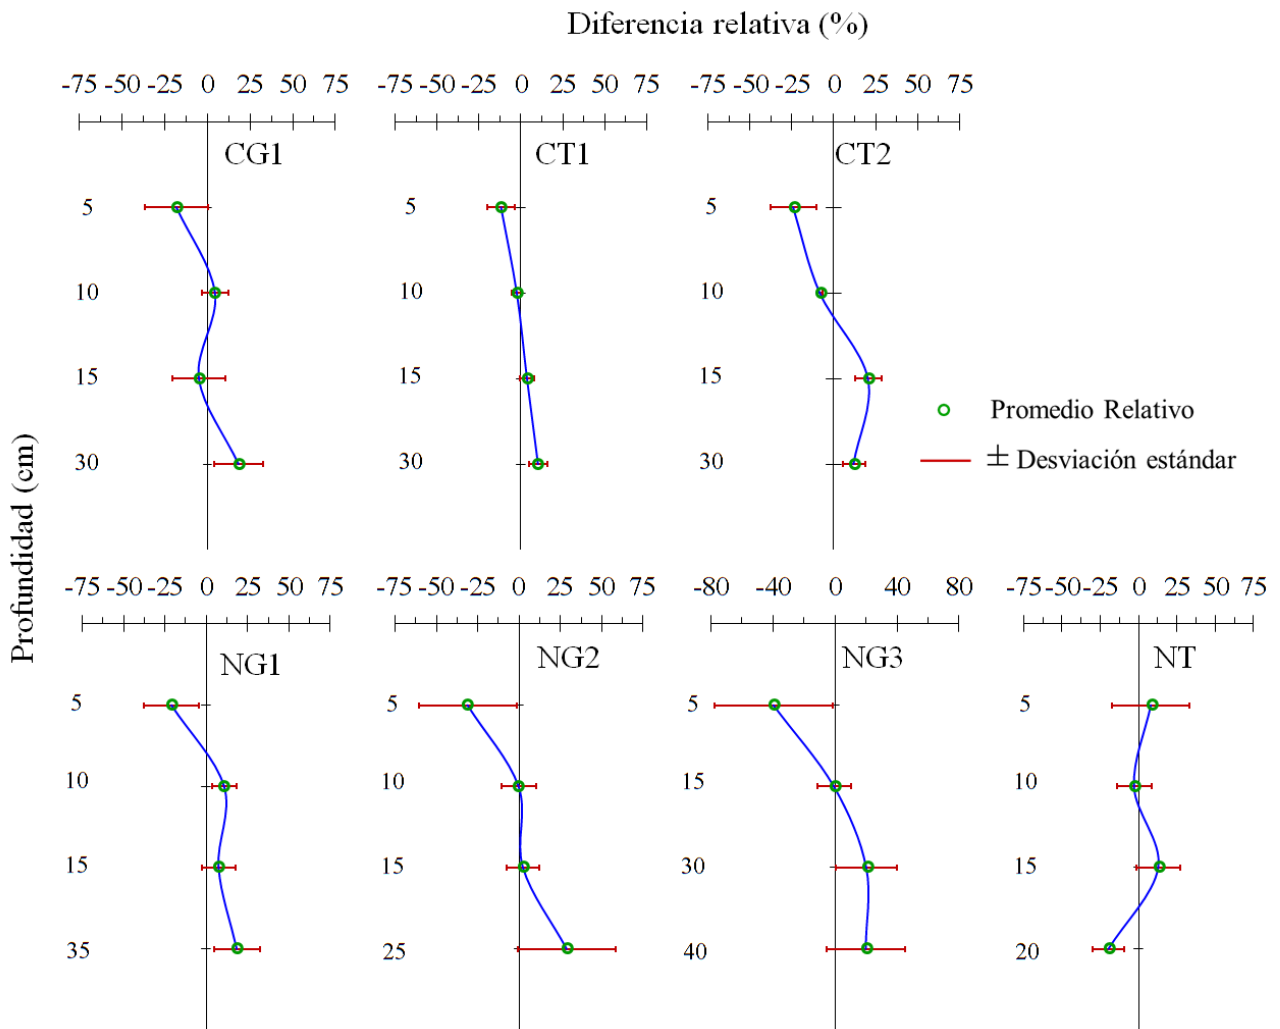 Diferencia relativa (%)
-75 -50 -25 0 25 50 75
CG1
5
10
15
30
-75 -50 -25 0 25 50 75
CT1
5
10
15
30
-75 -50 -25 0 25 50 75
CT2
5
10
15
30
Promedio Relativo
± Desviación estándar
Profundidad (cm)
-75 -50 -25 0 25 50 75
NG1
5
10
15
35
-75 -50 -25 0 25 50 75
NG2
5
10
15
25
-80 -40 0 40 80
NG3
5
15
30
40
-75 -50 -25 0 25 50 75
NT
5
10
15
20